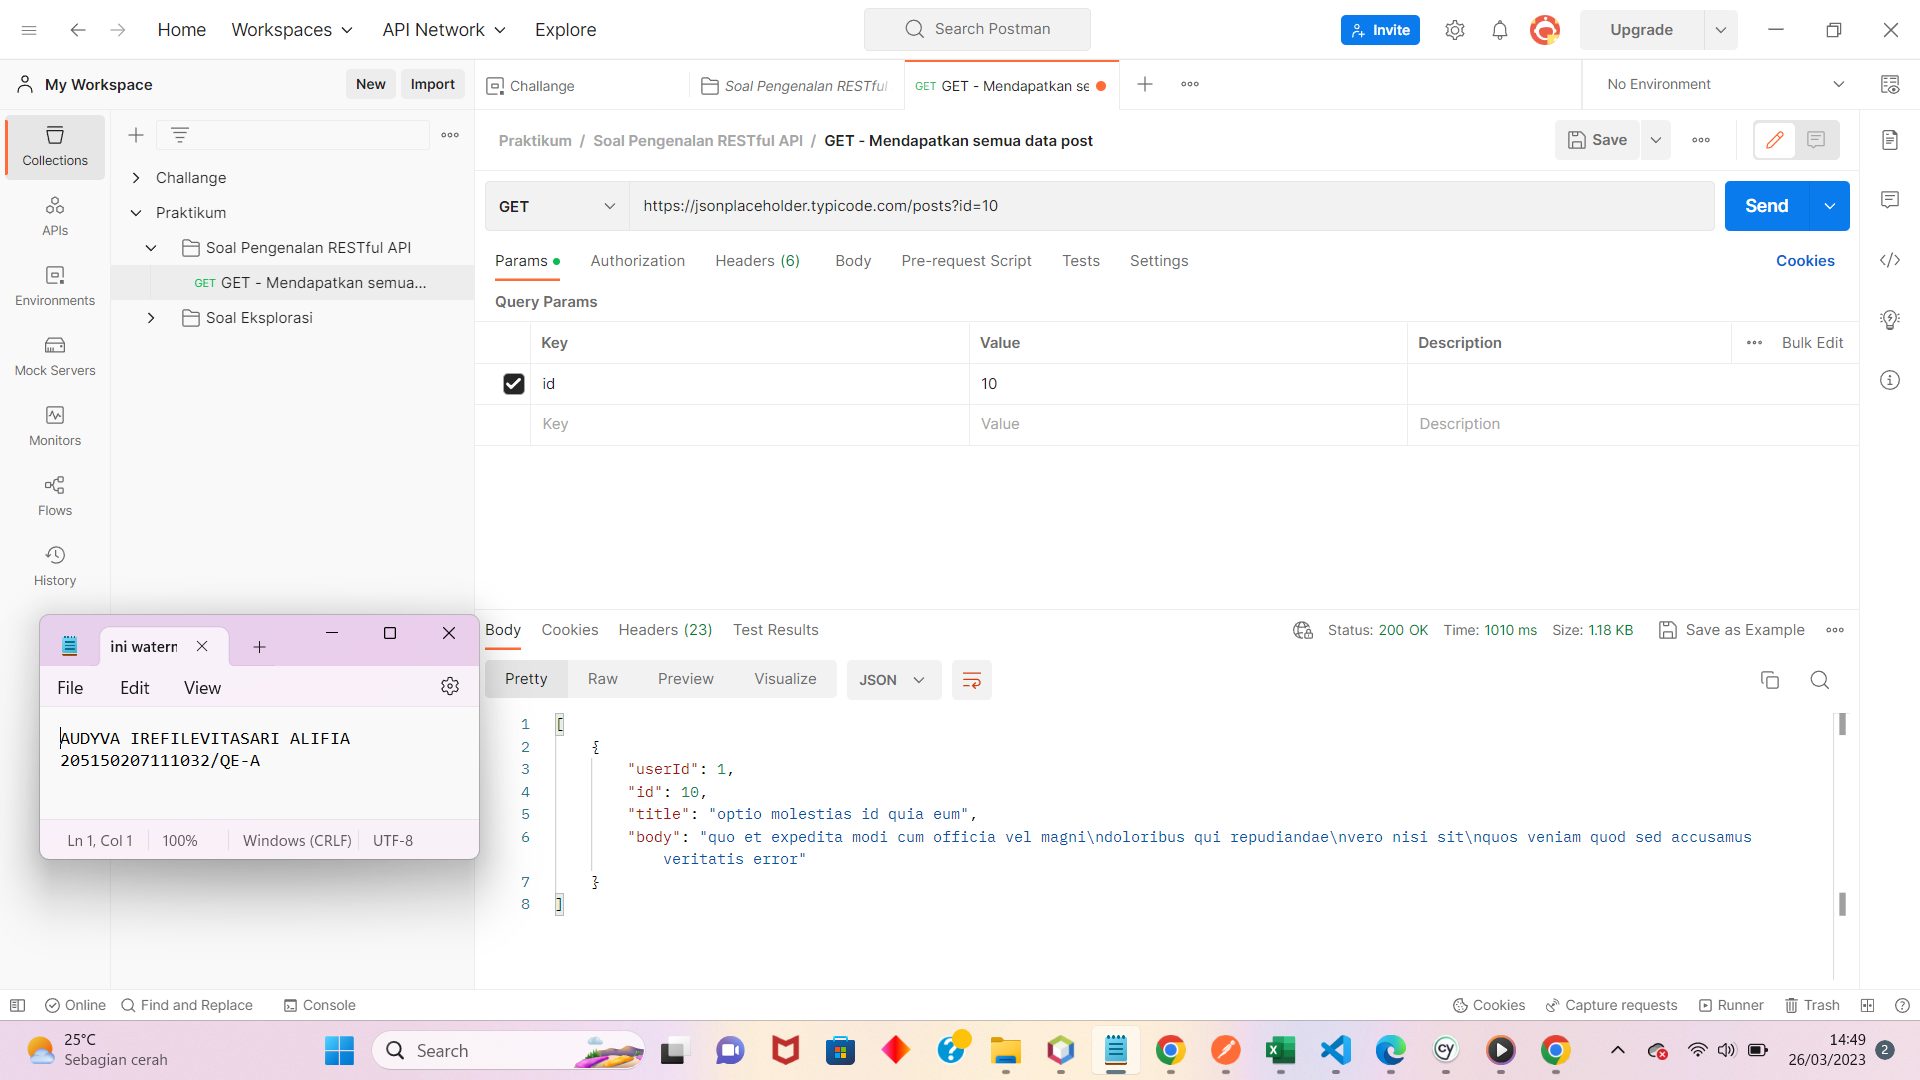 Home Workspaces API Network Explore
Search Postman
Invite
Upgrade
My Workspace New Import
Challange
Soal Pengenalan RESTful
GET GET - Mendapatkan se
No Environment
Praktikum / Soal Pengenalan RESTful API / GET - Mendapatkan semua data post
Save
Collections
APIs
Environments
Mock Servers
Monitors
Flows
History
Challange
Praktikum
Soal Pengenalan RESTful API
GET GET - Mendapatkan semua...
Soal Eksplorasi
GET https://jsonplaceholder.typicode.com/posts?id=10 Send
Params Authorization Headers (6) Body Pre-request Script Tests Settings Cookies
Query Params
Key Value Description Bulk Edit
id 10
Key Value Description
Body Cookies Headers (23) Test Results Status: 200 OK Time: 1010 ms Size: 1.18 KB Save as Example
Pretty Raw Preview Visualize JSON
1 [
2 {
3 "userId": 1,
4 "id": 10,
5 "title": "optio molestias id quia eum",
6 "body": "quo et expedita modi cum officia vel magni\ndoloribus qui repudiandae\nvero nisi sit\nquos veniam quod sed accusamus
veritatis error"
7 }
8 ]
ini watern
File Edit View
AUDYVA IREFILEVITASARI ALIFIA
205150207111032/QE-A
Ln 1, Col 1 100% Windows (CRLF) UTF-8
Online Find and Replace Console Cookies Capture requests Runner Trash
25°C
Sebagian cerah
Search
cy
14:49
26/03/2023
2